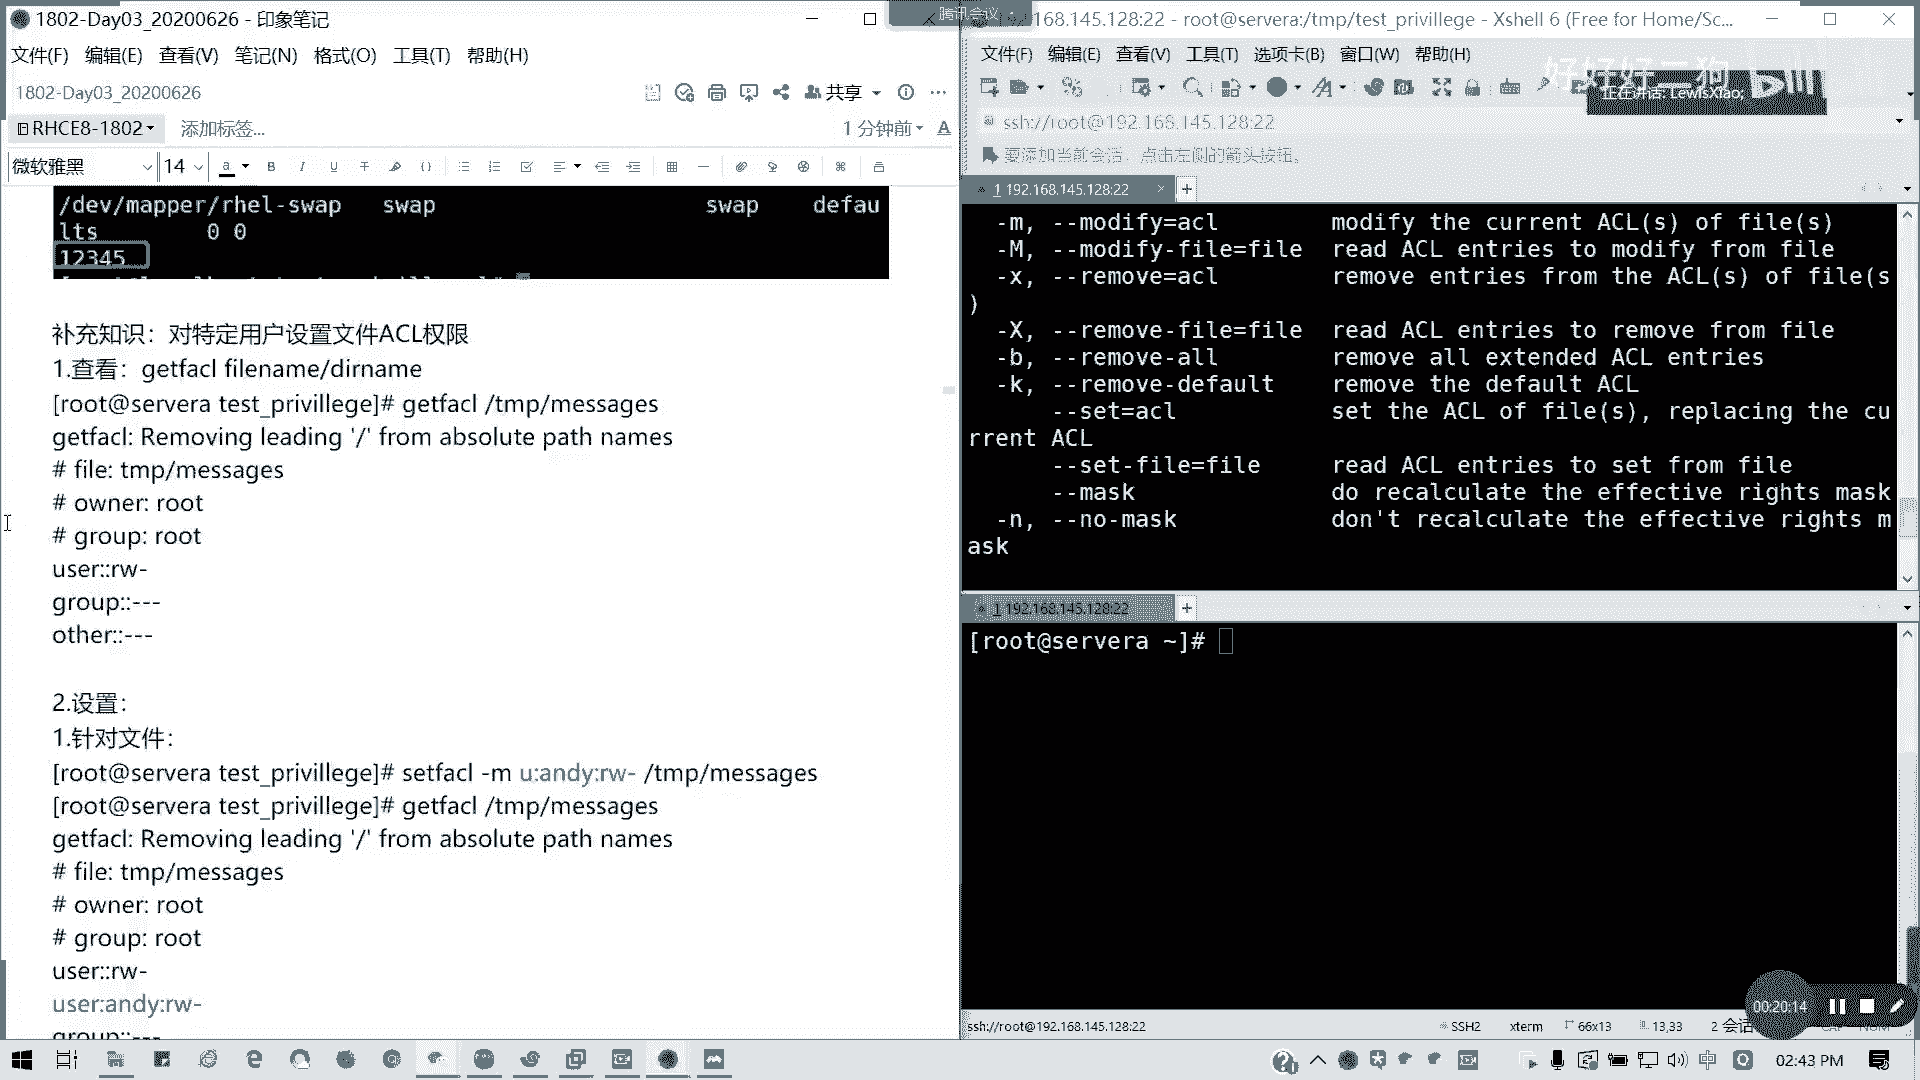 1802-Day03_20200626 - 印象笔记
文件(F) 编辑(E) 查看(V) 笔记(N) 格式(O) 工具(T) 帮助(H)
1802-Day03_20200626
共享
RHCE8-1802 添加标签...
1 分钟前
微软雅黑 14
/dev/mapper/rhel-swap swap swap defau
lts 0 0
12345
补充知识：对特定用户设置文件ACL权限
1.查看：getfacl filename/dirname
[root@servera test_privillege]# getfacl /tmp/messages
getfacl: Removing leading '/' from absolute path names
# file: tmp/messages
# owner: root
# group: root
user::rw-
group::---
other::---
2.设置：
1.针对文件：
[root@servera test_privillege]# setfacl -m u:andy:rw- /tmp/messages
[root@servera test_privillege]# getfacl /tmp/messages
getfacl: Removing leading '/' from absolute path names
# file: tmp/messages
# owner: root
# group: root
user::rw-
user:andy:rw-
group::---
腾讯会议
168.145.128:22 - root@servera:/tmp/test_privillege - Xshell 6 (Free for Home/Sc...
文件(F) 编辑(E) 查看(V) 工具(T) 选项卡(B) 窗口(W) 帮助(H)
好好好二狗
正在讲话: LewisXiao;
ssh://root@192.168.145.128:22
要添加当前会话，点击左侧的箭头按钮。
1 192.168.145.128:22
-m, --modify=acl modify the current ACL(s) of file(s)
-M, --modify-file=file read ACL entries to modify from file
-x, --remove=acl remove entries from the ACL(s) of file(s
)
-X, --remove-file=file read ACL entries to remove from file
-b, --remove-all remove all extended ACL entries
-k, --remove-default remove the default ACL
--set=acl set the ACL of file(s), replacing the cu
rrent ACL
--set-file=file read ACL entries to set from file
--mask do recalculate the effective rights mask
-n, --no-mask don't recalculate the effective rights m
ask
1 192.168.145.128:22
[root@servera ~]#
00:20:14
ssh://root@192.168.145.128:22 SSH2 xterm 66x13 13,33 2 会话
02:43 PM